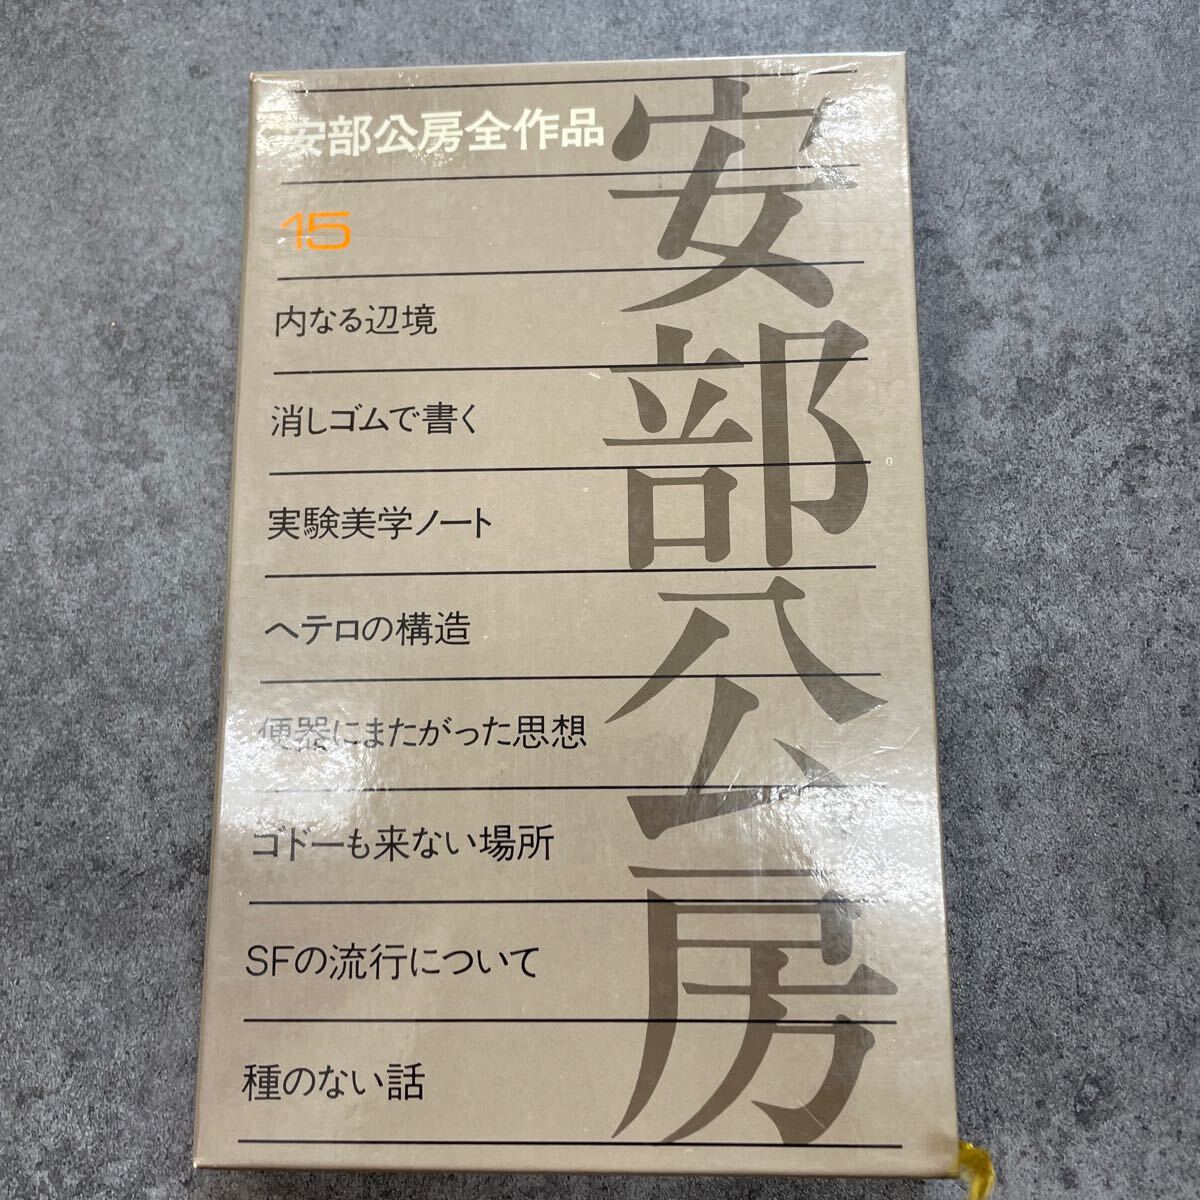 安部公房全作品
15
内なる辺境
消しゴムで書く
実験美学ノート
ヘテロの構造
便器にまたがった思想
ゴドーも来ない場所
SFの流行について
種のない話
安部公房